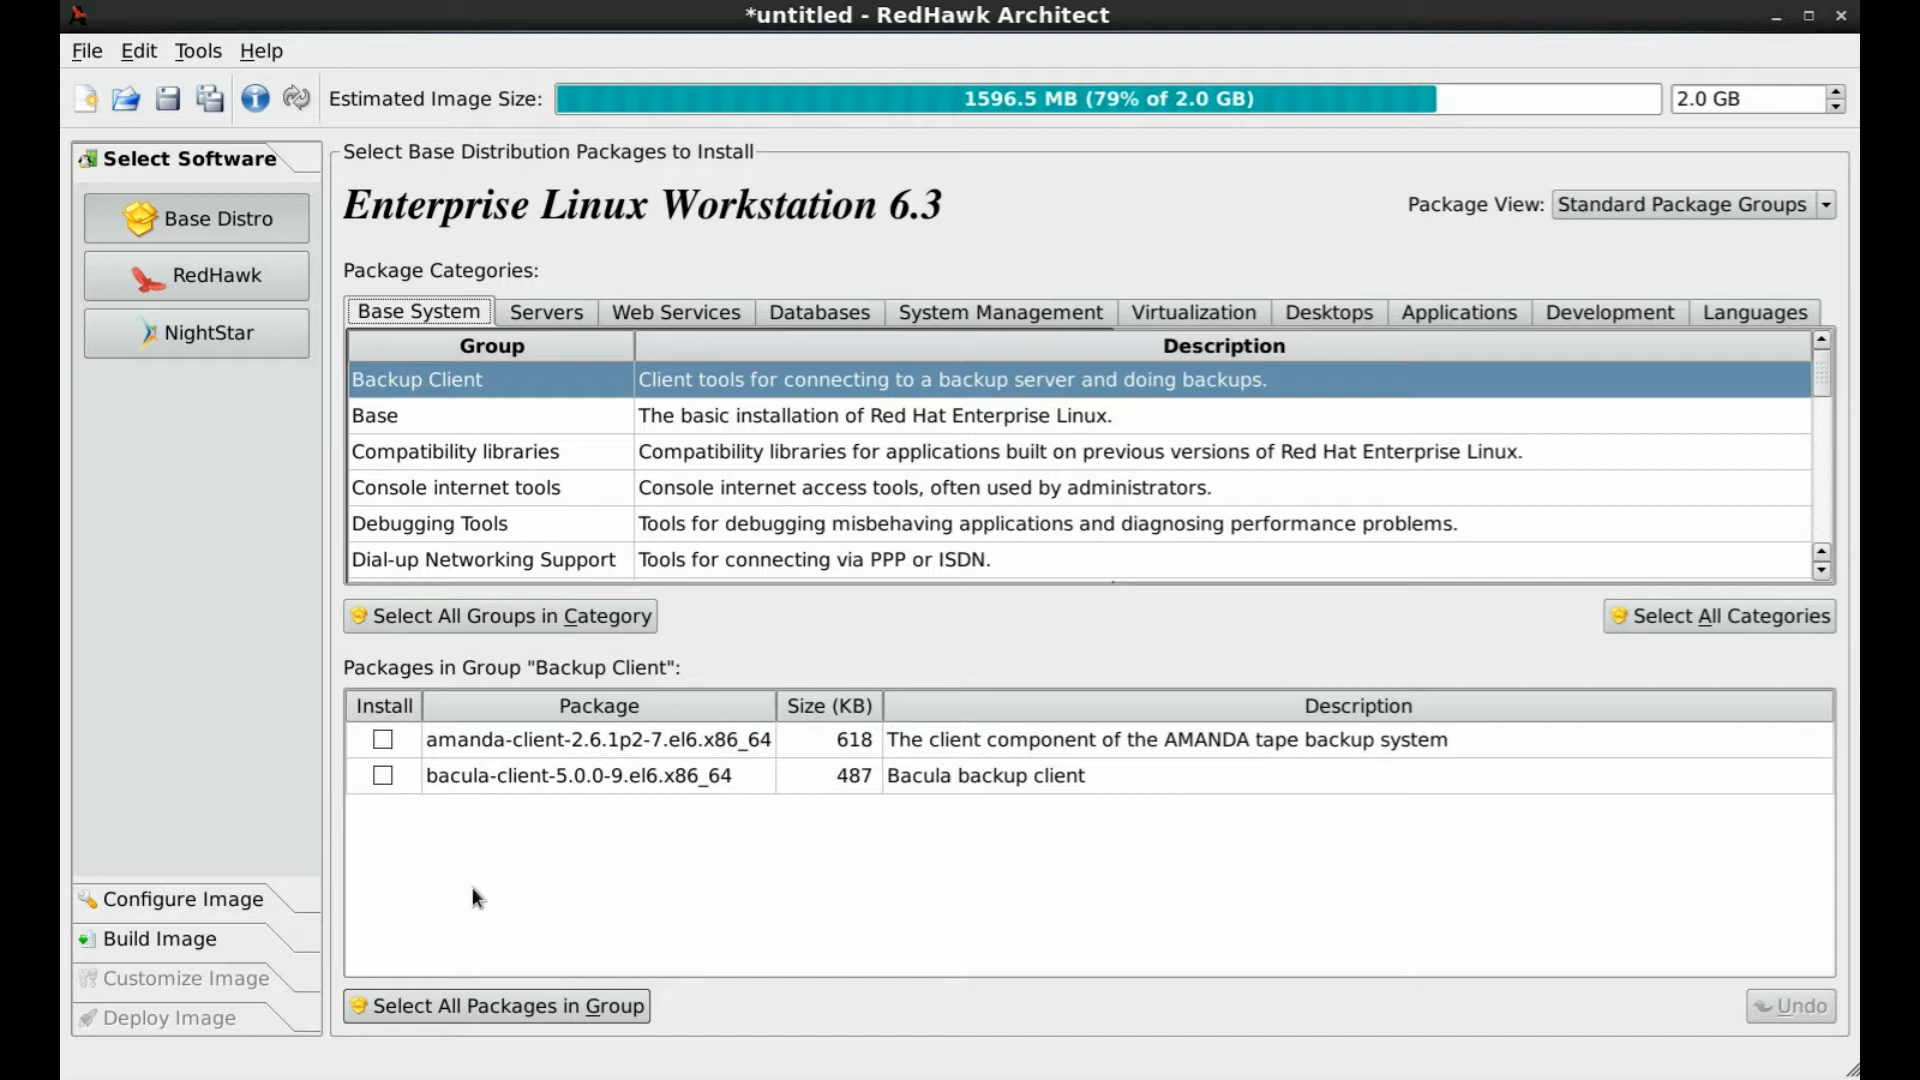 *untitled - RedHawk Architect
File Edit Tools Help
Estimated Image Size: 1596.5 MB (79% of 2.0 GB) 2.0 GB
Select Software
Base Distro
RedHawk
NightStar
Configure Image
Build Image
Customize Image
Deploy Image
Select Base Distribution Packages to Install
Enterprise Linux Workstation 6.3
Package View: Standard Package Groups
Package Categories:
Base System Servers Web Services Databases System Management Virtualization Desktops Applications Development Languages
Group Description
Backup Client Client tools for connecting to a backup server and doing backups.
Base The basic installation of Red Hat Enterprise Linux.
Compatibility libraries Compatibility libraries for applications built on previous versions of Red Hat Enterprise Linux.
Console internet tools Console internet access tools, often used by administrators.
Debugging Tools Tools for debugging misbehaving applications and diagnosing performance problems.
Dial-up Networking Support Tools for connecting via PPP or ISDN.
Select All Groups in Category Select All Categories
Packages in Group "Backup Client":
Install Package Size (KB) Description
amanda-client-2.6.1p2-7.el6.x86_64 618 The client component of the AMANDA tape backup system
bacula-client-5.0.0-9.el6.x86_64 487 Bacula backup client
Select All Packages in Group Undo